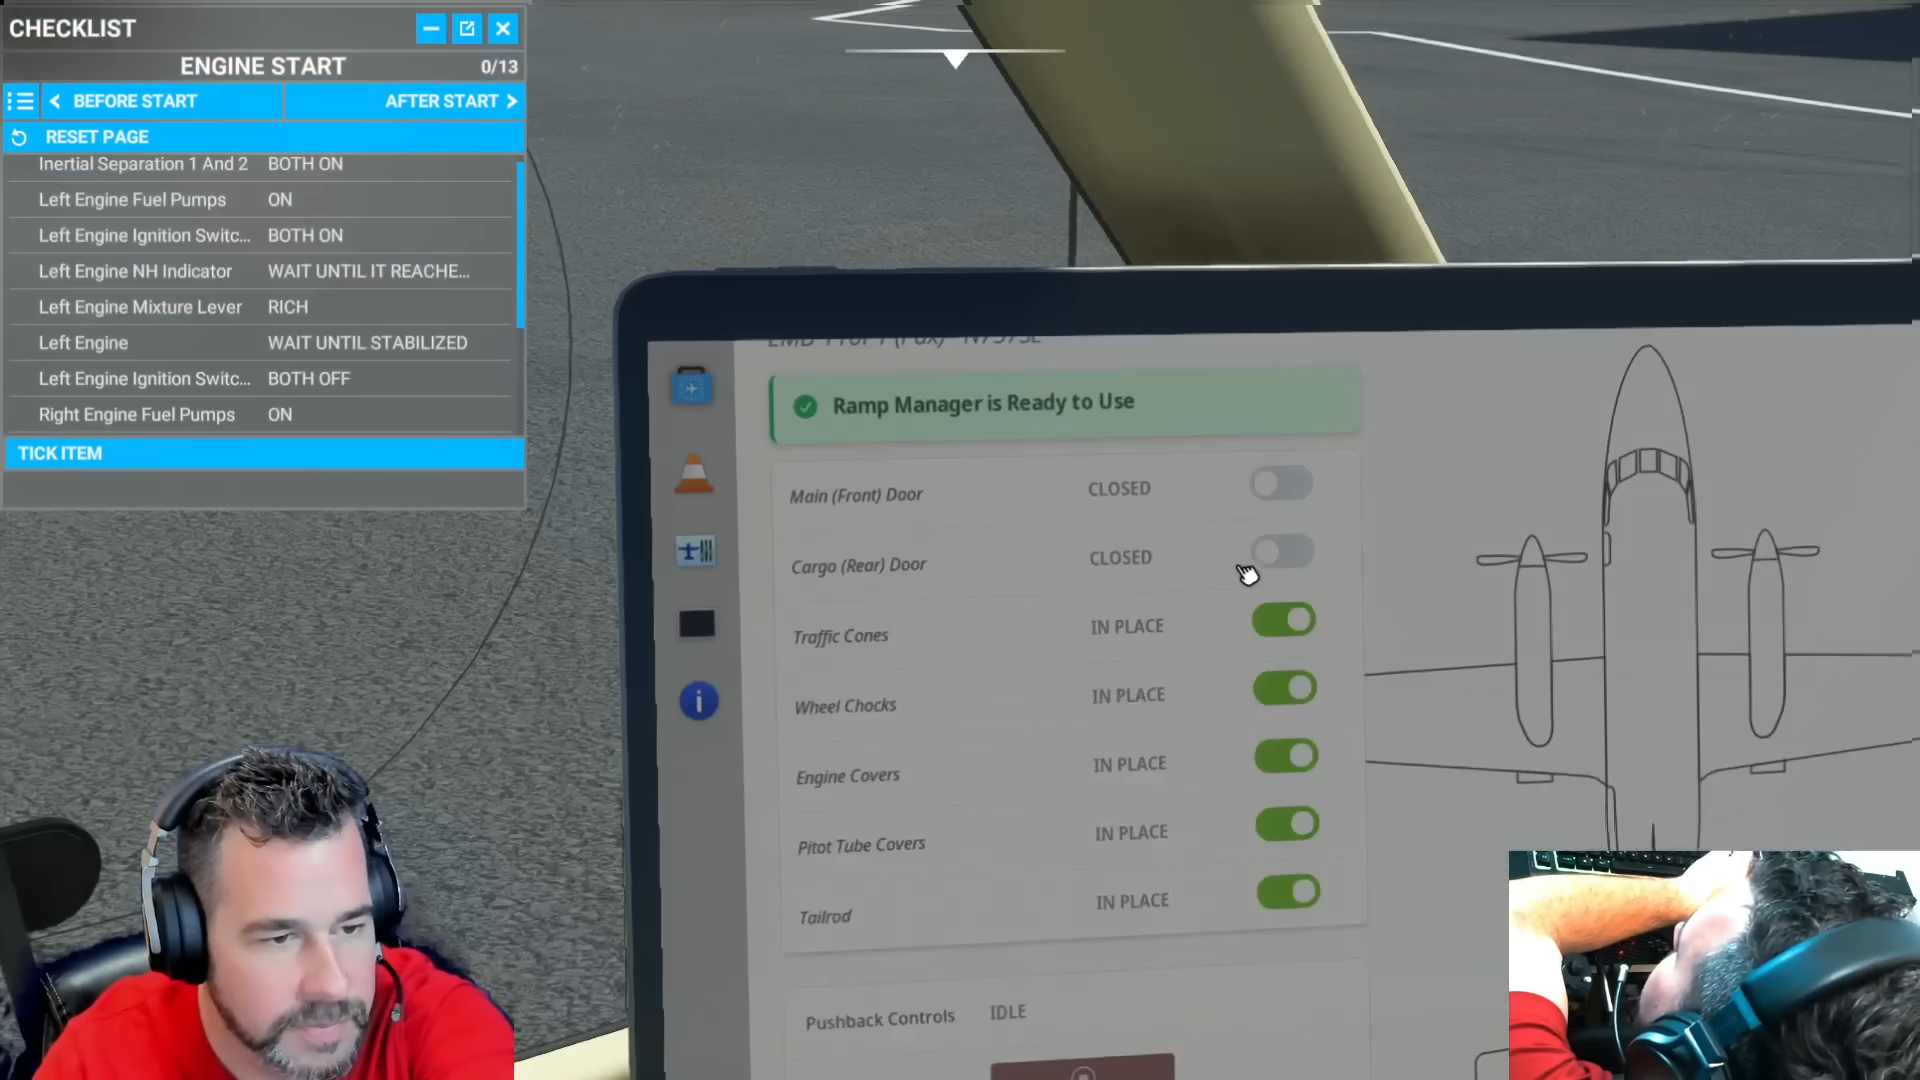 CHECKLIST
ENGINE START 0/13
BEFORE START AFTER START
RESET PAGE
Inertial Separation 1 And 2 BOTH ON
Left Engine Fuel Pumps ON
Left Engine Ignition Switc... BOTH ON
Left Engine NH Indicator WAIT UNTIL IT REACHE...
Left Engine Mixture Lever RICH
Left Engine WAIT UNTIL STABILIZED
Left Engine Ignition Switc... BOTH OFF
Right Engine Fuel Pumps ON
TICK ITEM
Ramp Manager is Ready to Use
Main (Front) Door CLOSED
Cargo (Rear) Door CLOSED
Traffic Cones IN PLACE
Wheel Chocks IN PLACE
Engine Covers IN PLACE
Pitot Tube Covers IN PLACE
Tailrod IN PLACE
Pushback Controls IDLE